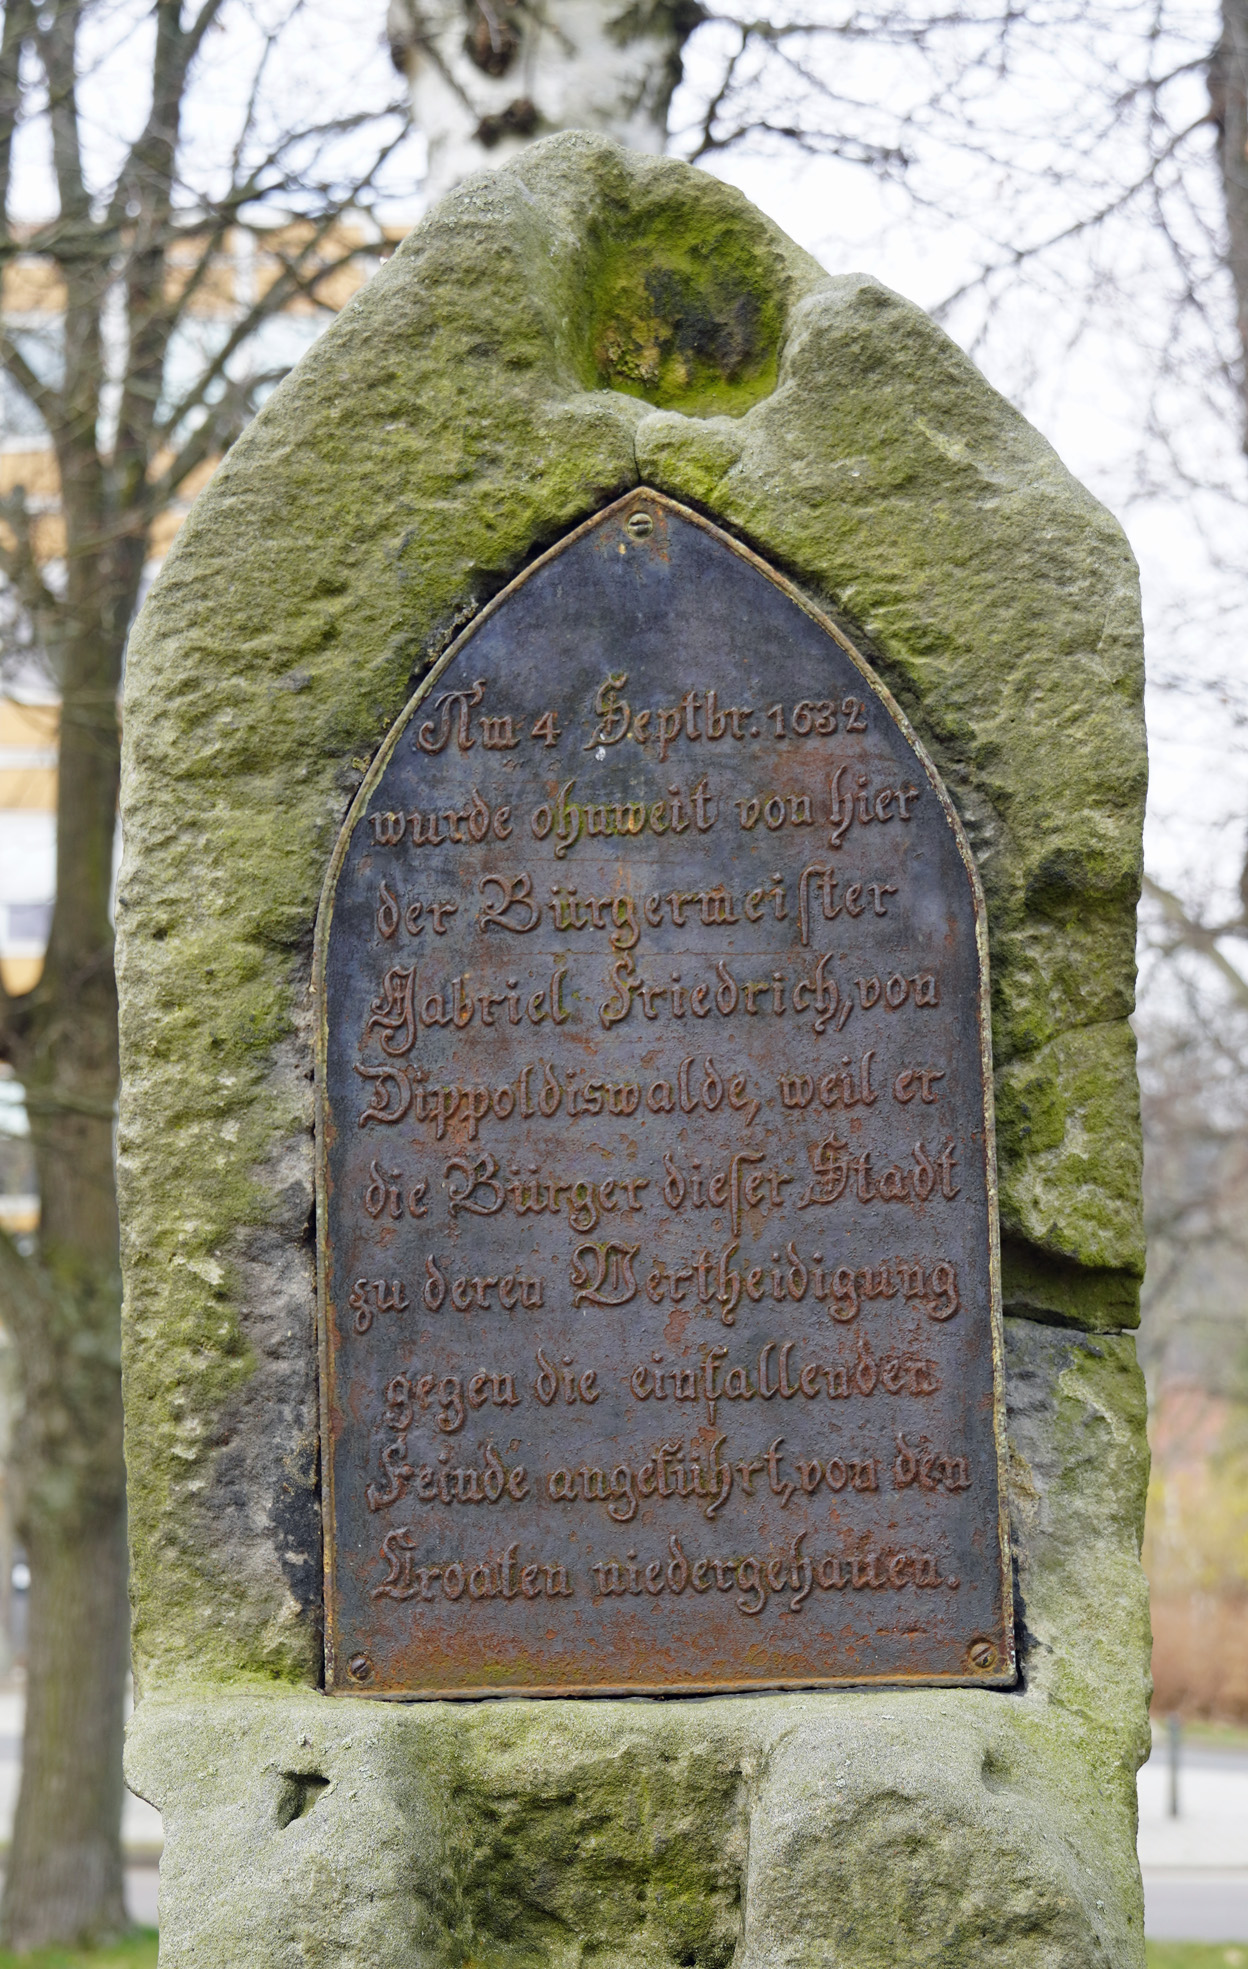 Am 4 Septbr. 1632
wurde ohnweit von hier
der Bürgermeiſter
Gabriel Friedrich, von
Dippoldiswalde, weil er
die Bürger dieſer Stadt
zu deren Vertheidigung
gegen die einfallenden
Feinde angeführt, von den
Kroaten niedergehauen.